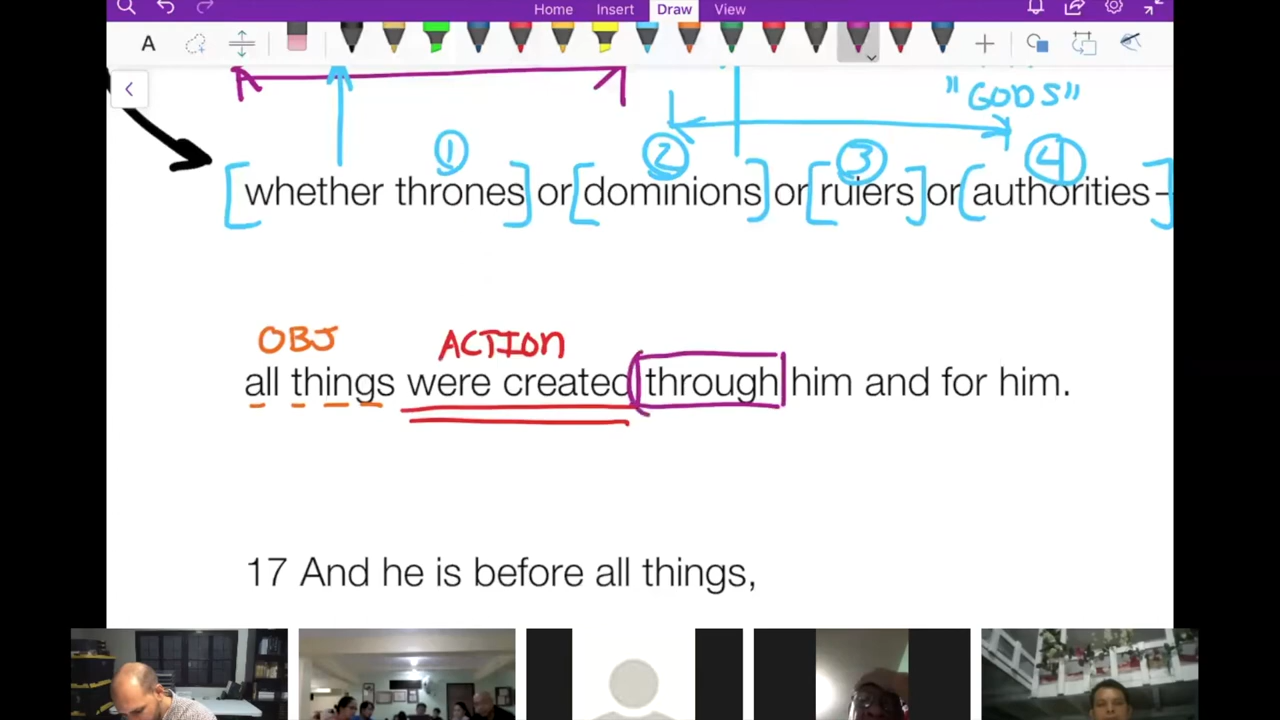 Home Insert Draw View
A
"GODS"
1 2 3 4
[whether thrones] or [dominions] or [rulers] or (authorities—]
OBJ ACTION
all things were created (through him and for him.
17 And he is before all things,